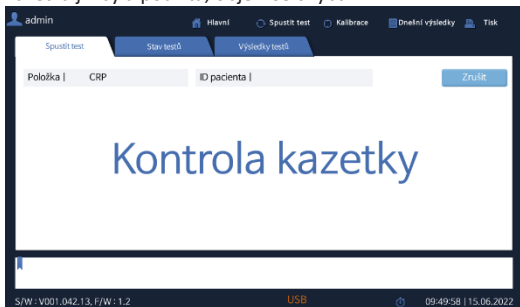 admin Hlavní Spustit test Kalibrace Dnešní výsledky Tisk
Spustit test Stav testů Výsledky testů
Položka | CRP ID pacienta | Zrušit
Kontrola kazetky
S/W : V001.042.13, F/W : 1.2 USB 09:49:58 | 15.06.2022